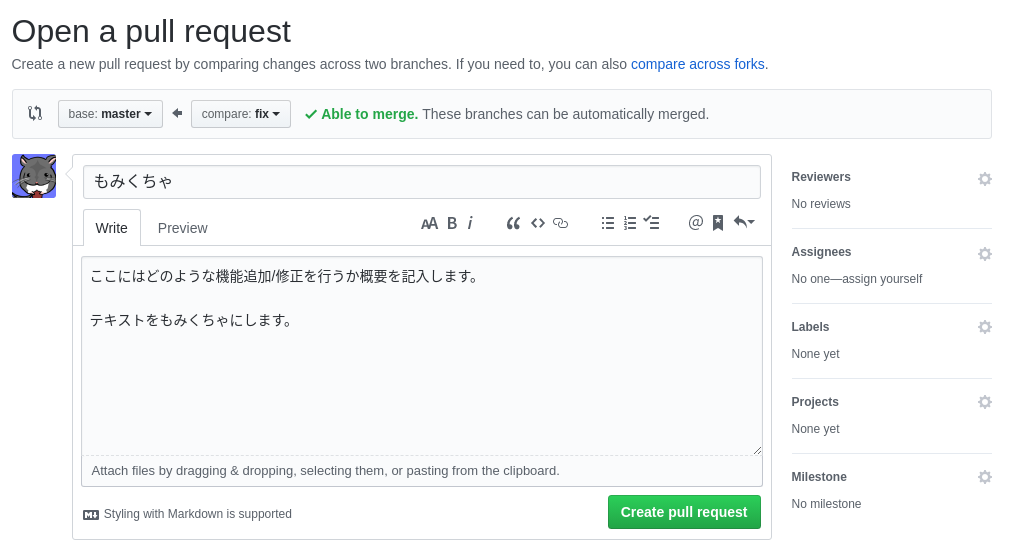 Open a pull request
Create a new pull request by comparing changes across two branches. If you need to, you can also compare across forks.
base: master
compare: fix
Able to merge. These branches can be automatically merged.
もみくちゃ
Write
Preview
AA B i
ここにはどのような機能追加/修正を行うか概要を記入します。
テキストをもみくちゃにします。
Attach files by dragging & dropping, selecting them, or pasting from the clipboard.
Styling with Markdown is supported
Create pull request
Reviewers
No reviews
Assignees
No one—assign yourself
Labels
None yet
Projects
None yet
Milestone
No milestone